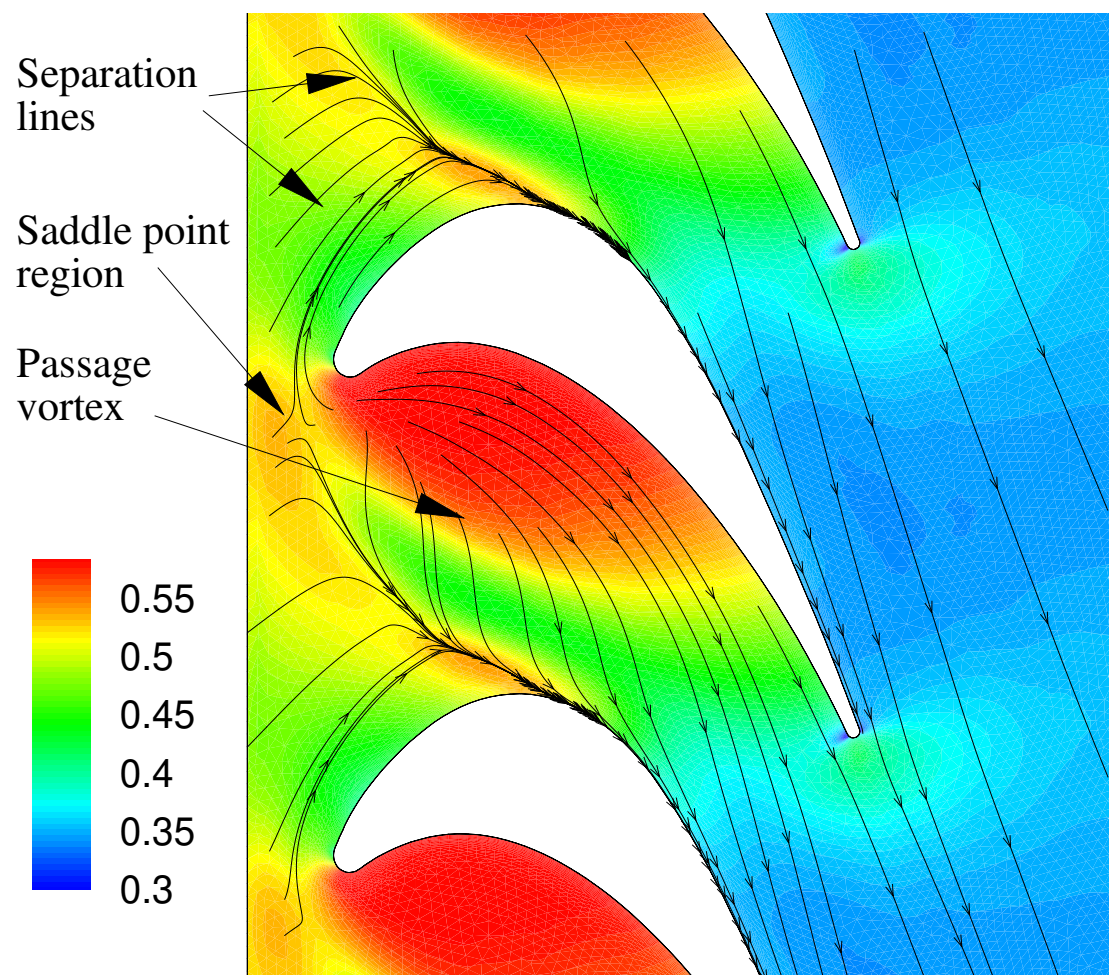 Separation
lines
Saddle point
region
Passage
vortex
0.55
0.5
0.45
0.4
0.35
0.3